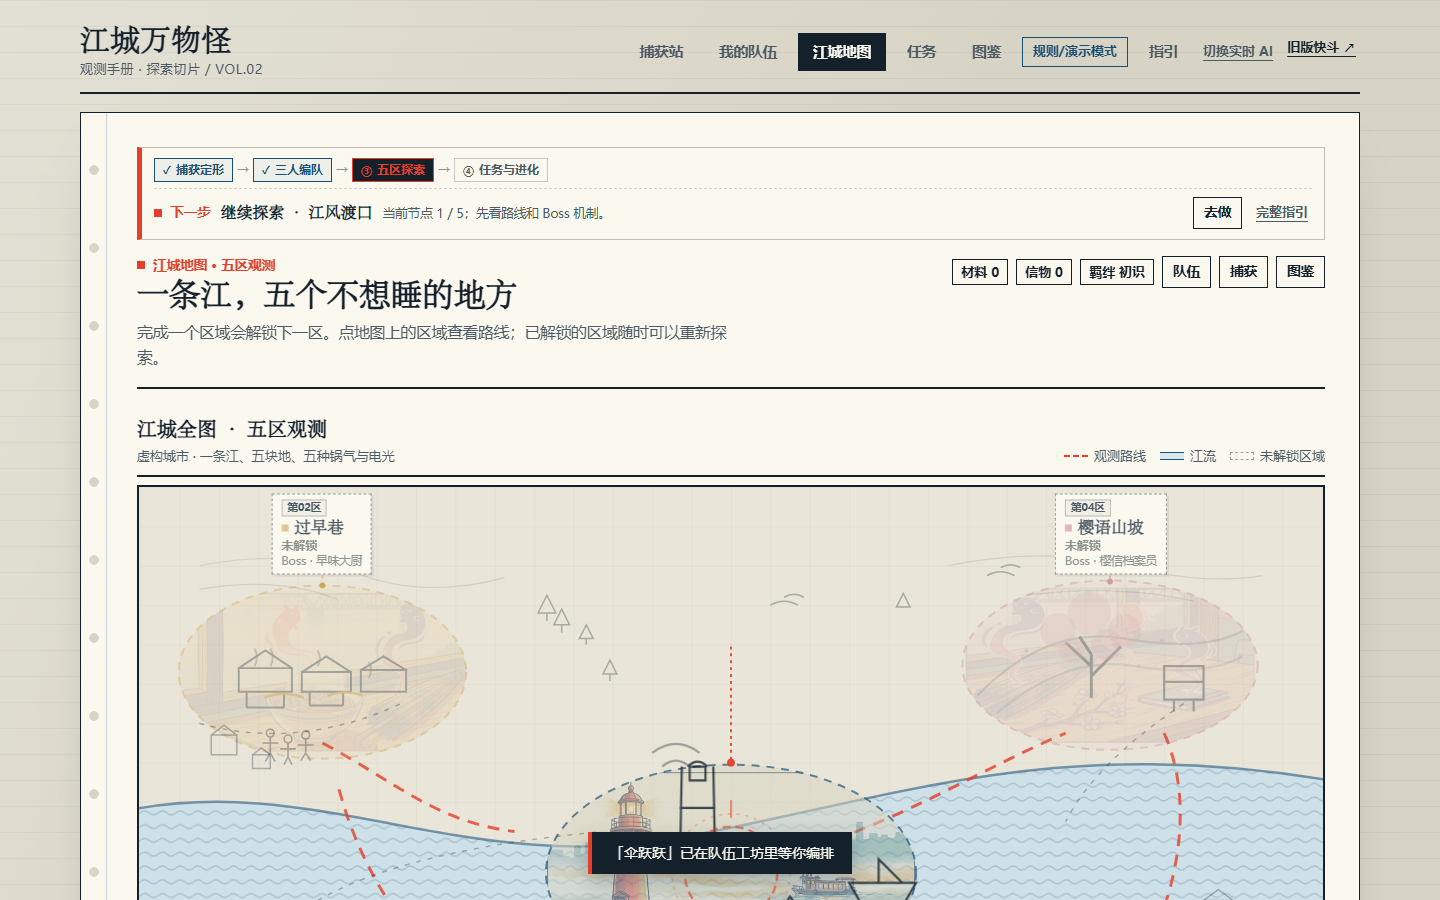 江城万物怪
观测手册 · 探索切片 / VOL.02
捕获站 我的队伍 江城地图 任务 图鉴 规则/演示模式 指引 切换实时 AI 旧版快斗 ↗
✓ 捕获定形 → ✓ 三人编队 → ③ 五区探索 → ④ 任务与进化
下一步 继续探索 · 江风渡口 当前节点 1 / 5；先看路线和 Boss 机制。 去做 完整指引
江城地图 • 五区观测
材料 0 信物 0 羁绊 初识 队伍 捕获 图鉴
一条江，五个不想睡的地方
完成一个区域会解锁下一区。点地图上的区域查看路线；已解锁的区域随时可以重新探
索。
江城全图 · 五区观测
虚构城市 · 一条江、五块地、五种锅气与电光
观测路线 江流 未解锁区域
第02区
过早巷
未解锁
Boss · 早味大厨
第04区
樱语山坡
未解锁
Boss · 樱信档案员
「伞跃跃」已在队伍工坊里等你编排